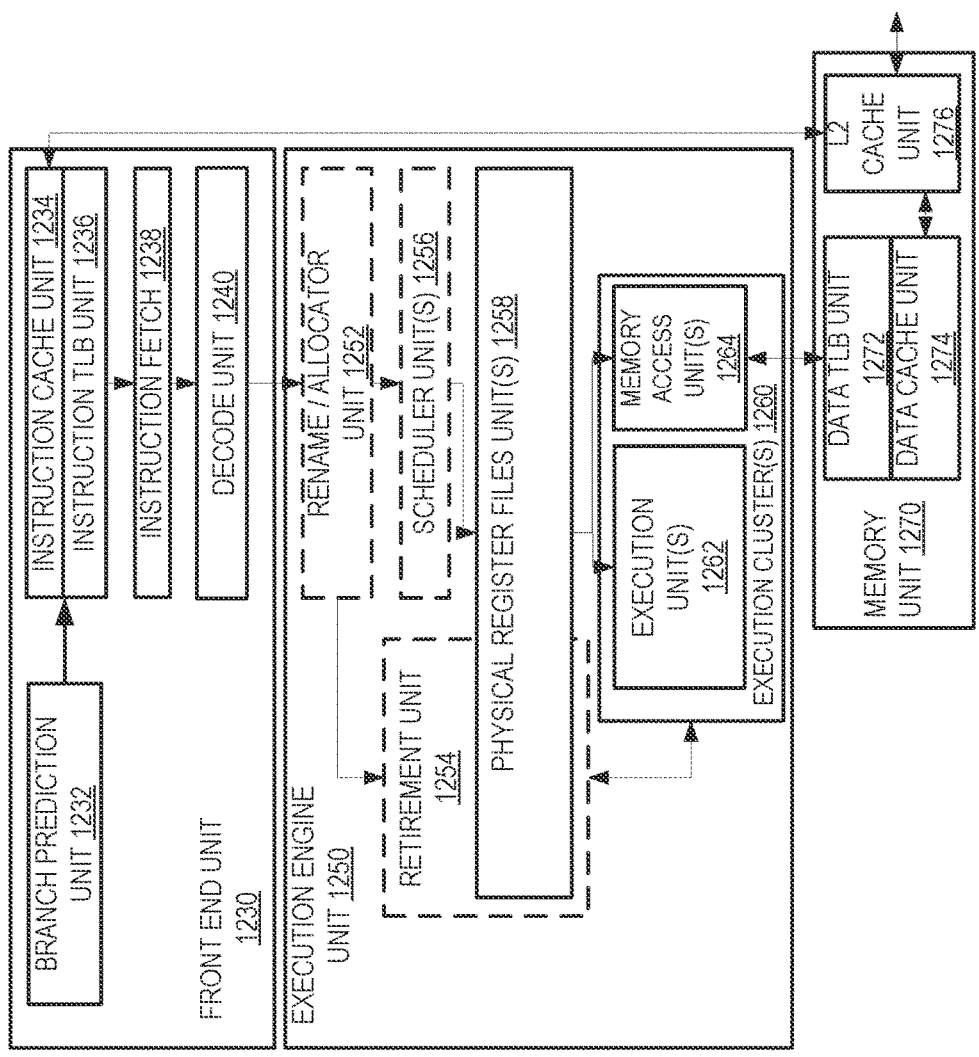 BRANCH PREDICTION
UNIT 1232
INSTRUCTION CACHE UNIT 1234
INSTRUCTION TLB UNIT 1236
INSTRUCTION FETCH 1238
DECODE UNIT 1240
FRONT END UNIT
1230
EXECUTION ENGINE
UNIT 1250
RENAME / ALLOCATOR
UNIT 1252
RETIREMENT UNIT
1254
SCHEDULER UNIT(S) 1256
PHYSICAL REGISTER FILES UNIT(S) 1258
EXECUTION
UNIT(S)
1262
MEMORY
ACCESS
UNIT(S)
1264
EXECUTION CLUSTER(S) 1260
MEMORY
UNIT 1270
DATA TLB UNIT
1272
DATA CACHE UNIT
1274
L2
CACHE
UNIT
1276